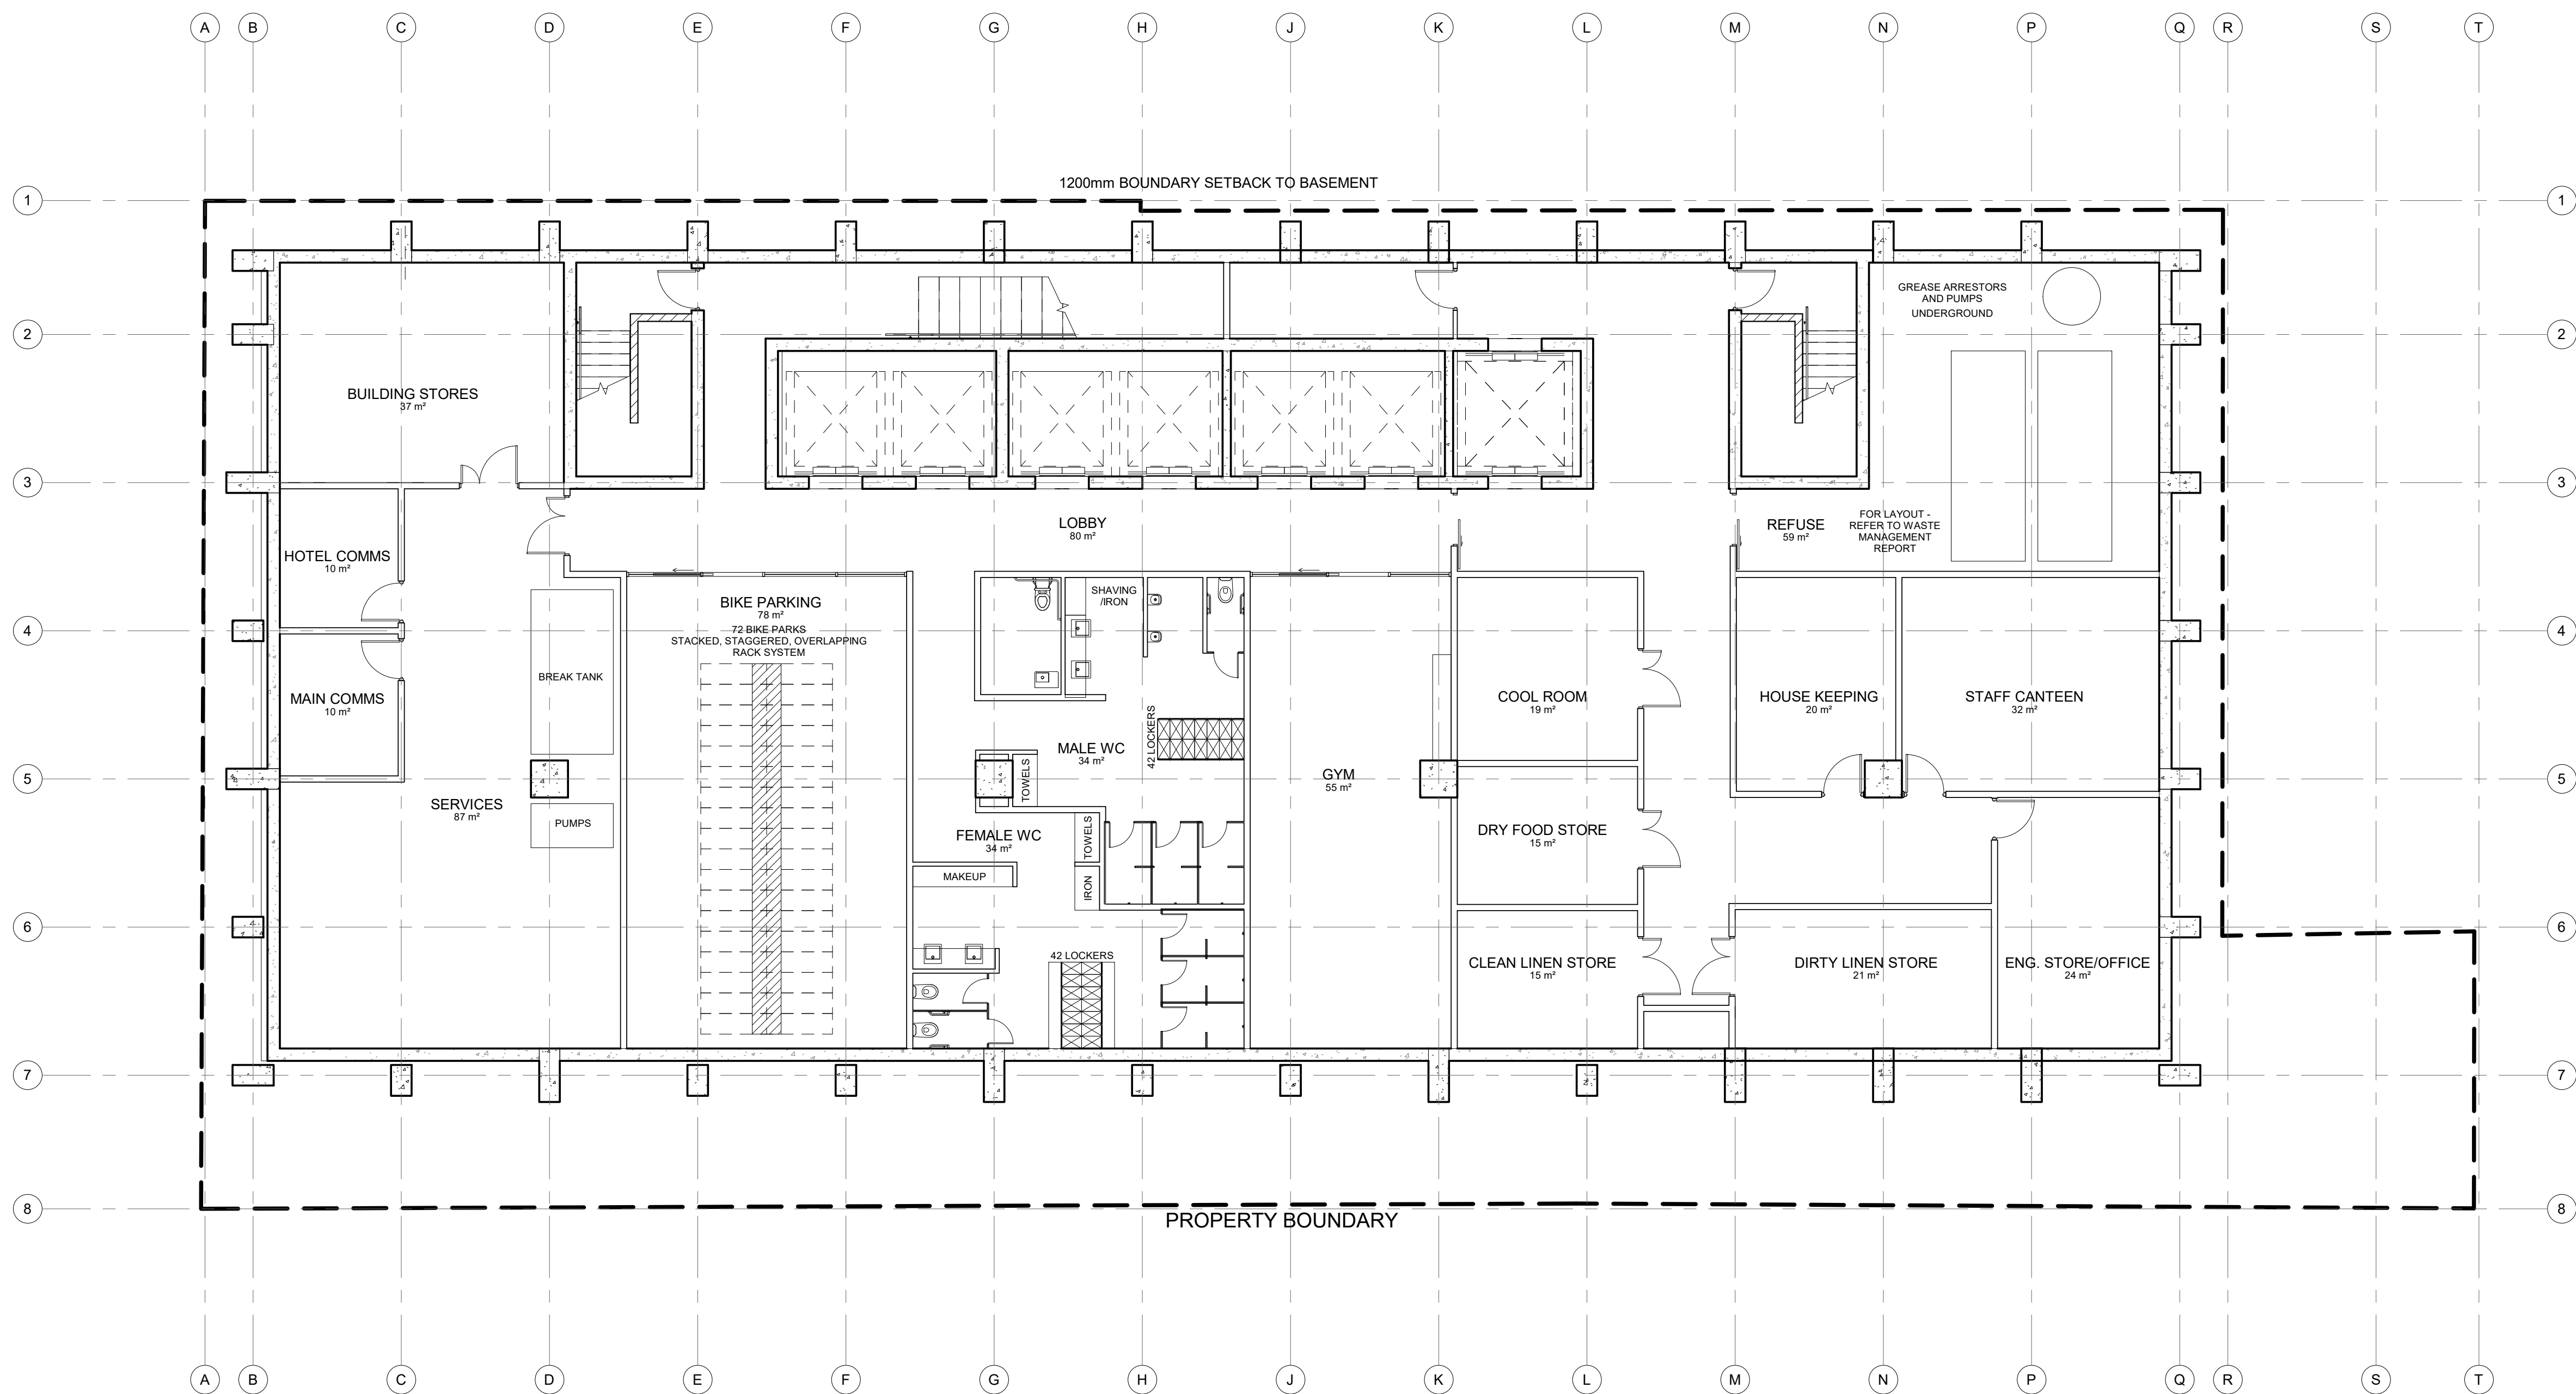 A B C D E F G H J K L M N P Q R S T
1200mm BOUNDARY SETBACK TO BASEMENT
1 1
GREASE ARRESTORS
AND PUMPS
UNDERGROUND
2 2
BUILDING STORES
37 m²
3 3
LOBBY
80 m²
REFUSE
59 m²
FOR LAYOUT -
REFER TO WASTE
MANAGEMENT
REPORT
HOTEL COMMS
10 m²
SHAVING
/IRON
BIKE PARKING
78 m²
72 BIKE PARKS
STACKED, STAGGERED, OVERLAPPING
RACK SYSTEM
4 4
BREAK TANK
MAIN COMMS
10 m²
COOL ROOM
19 m²
HOUSE KEEPING
20 m²
STAFF CANTEEN
32 m²
42 LOCKERS
MALE WC
34 m²
TOWELS
GYM
55 m²
5 5
SERVICES
87 m²
PUMPS
FEMALE WC
34 m²
TOWELS
DRY FOOD STORE
15 m²
MAKEUP
IRON
6 6
42 LOCKERS
CLEAN LINEN STORE
15 m²
DIRTY LINEN STORE
21 m²
ENG. STORE/OFFICE
24 m²
7 7
8 8
PROPERTY BOUNDARY
A B C D E F G H J K L M N P Q R S T